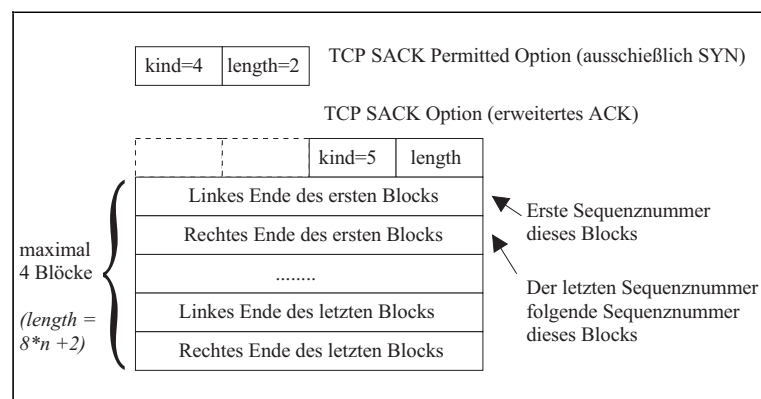 TCP SACK Permitted Option (ausschießlich SYN)
kind=4 length=2
TCP SACK Option (erweitertes ACK)
kind=5 length
Linkes Ende des ersten Blocks
Rechtes Ende des ersten Blocks
........
Linkes Ende des letzten Blocks
Rechtes Ende des letzten Blocks
maximal
4 Blöcke
(length =
8*n +2)
Erste Sequenznummer
dieses Blocks
Der letzten Sequenznummer
folgende Sequenznummer
dieses Blocks